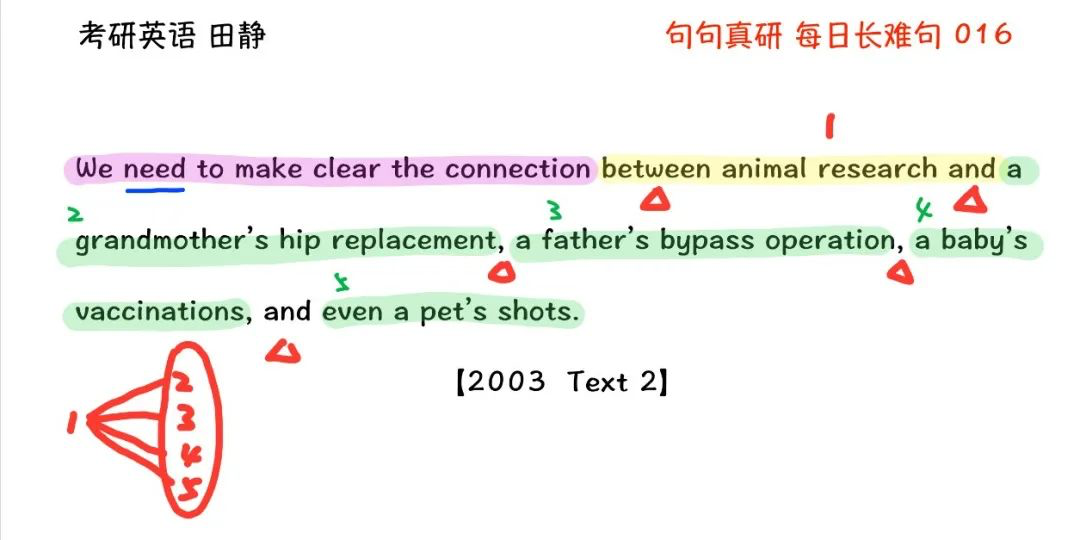 考研英语 田静
句句真研 每日长难句 016
1
We need to make clear the connection between animal research and a
2 3 4
grandmother's hip replacement, a father's bypass operation, a baby's
5
vaccinations, and even a pet's shots.
【2003 Text 2】
2
1 3
4
5